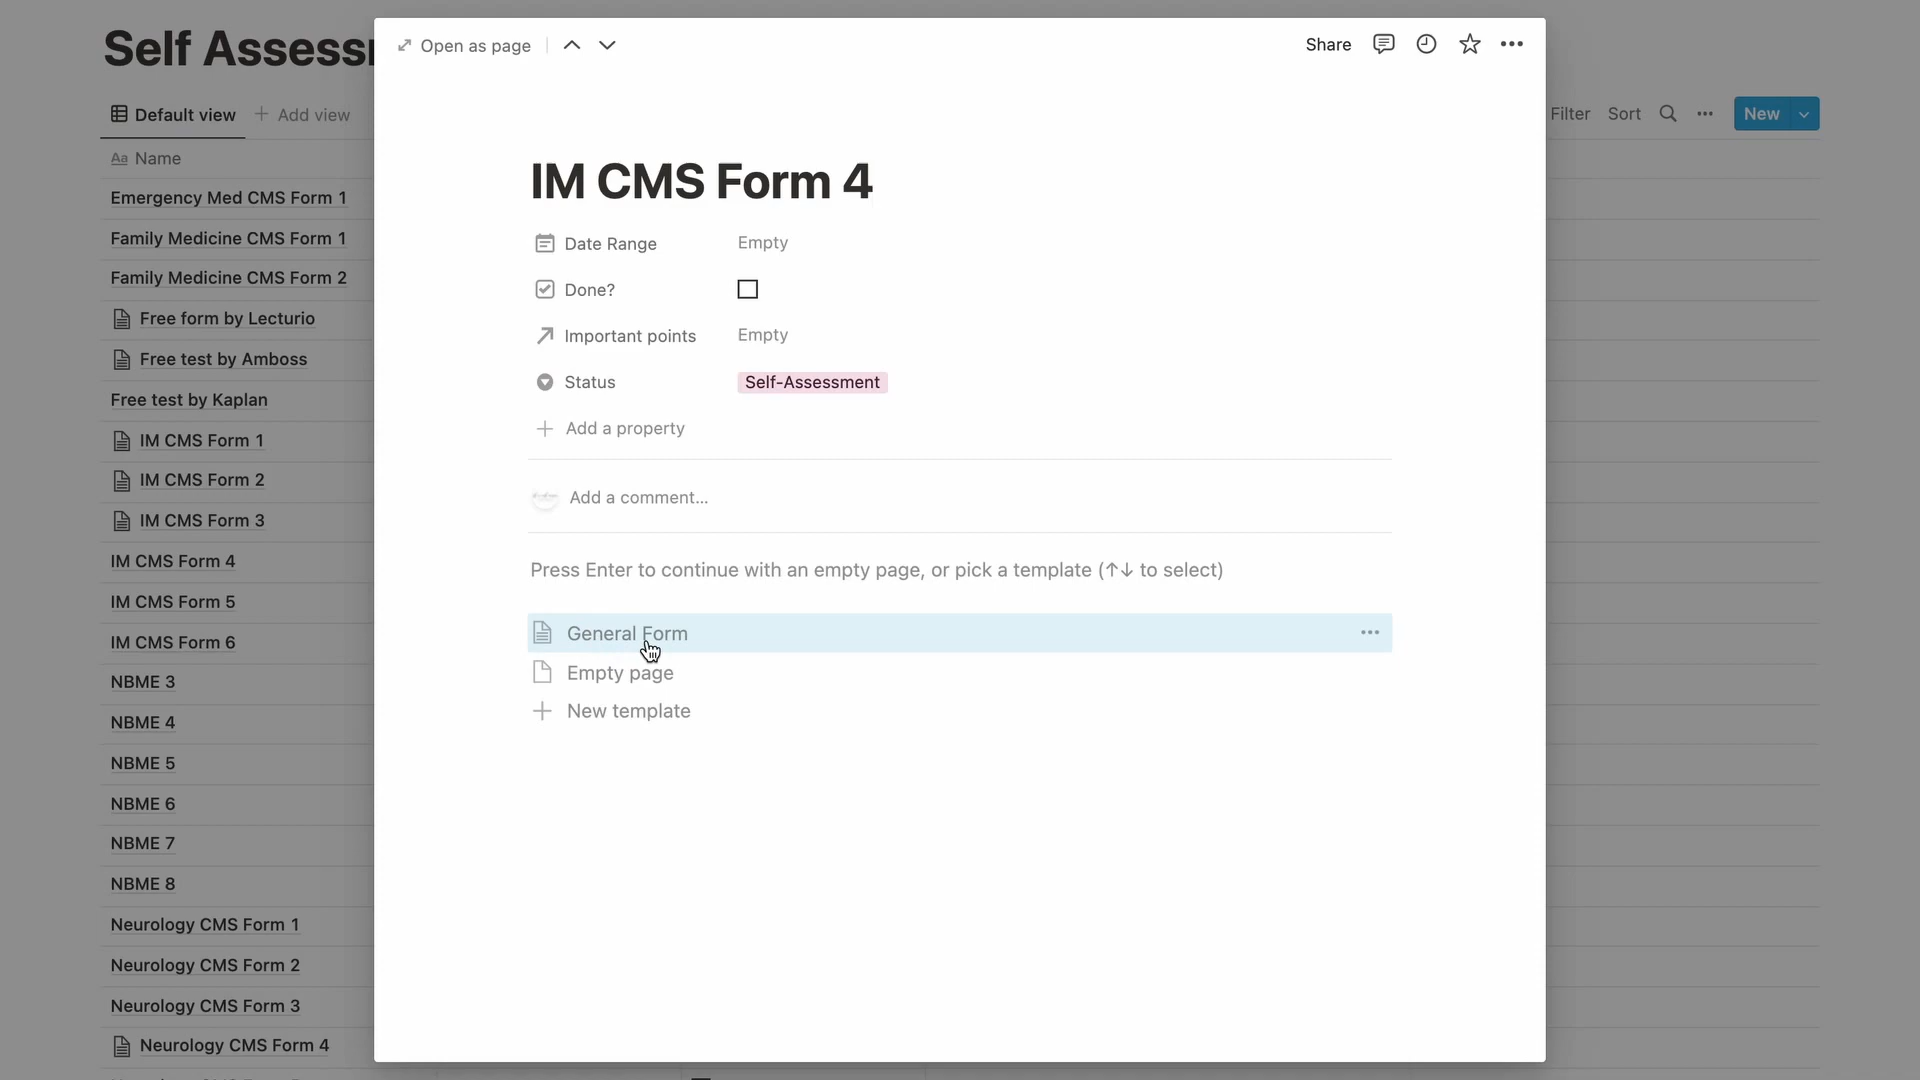 Self Assess
Open as page
Share
Default view
Add view
Filter
Sort
New
Aa Name
Emergency Med CMS Form 1
Family Medicine CMS Form 1
Family Medicine CMS Form 2
Free form by Lecturio
Free test by Amboss
Free test by Kaplan
IM CMS Form 1
IM CMS Form 2
IM CMS Form 3
IM CMS Form 4
IM CMS Form 5
IM CMS Form 6
NBME 3
NBME 4
NBME 5
NBME 6
NBME 7
NBME 8
Neurology CMS Form 1
Neurology CMS Form 2
Neurology CMS Form 3
Neurology CMS Form 4
IM CMS Form 4
Date Range Empty
Done?
Important points Empty
Status Self-Assessment
Add a property
Add a comment...
Press Enter to continue with an empty page, or pick a template (↑↓ to select)
General Form
Empty page
New template